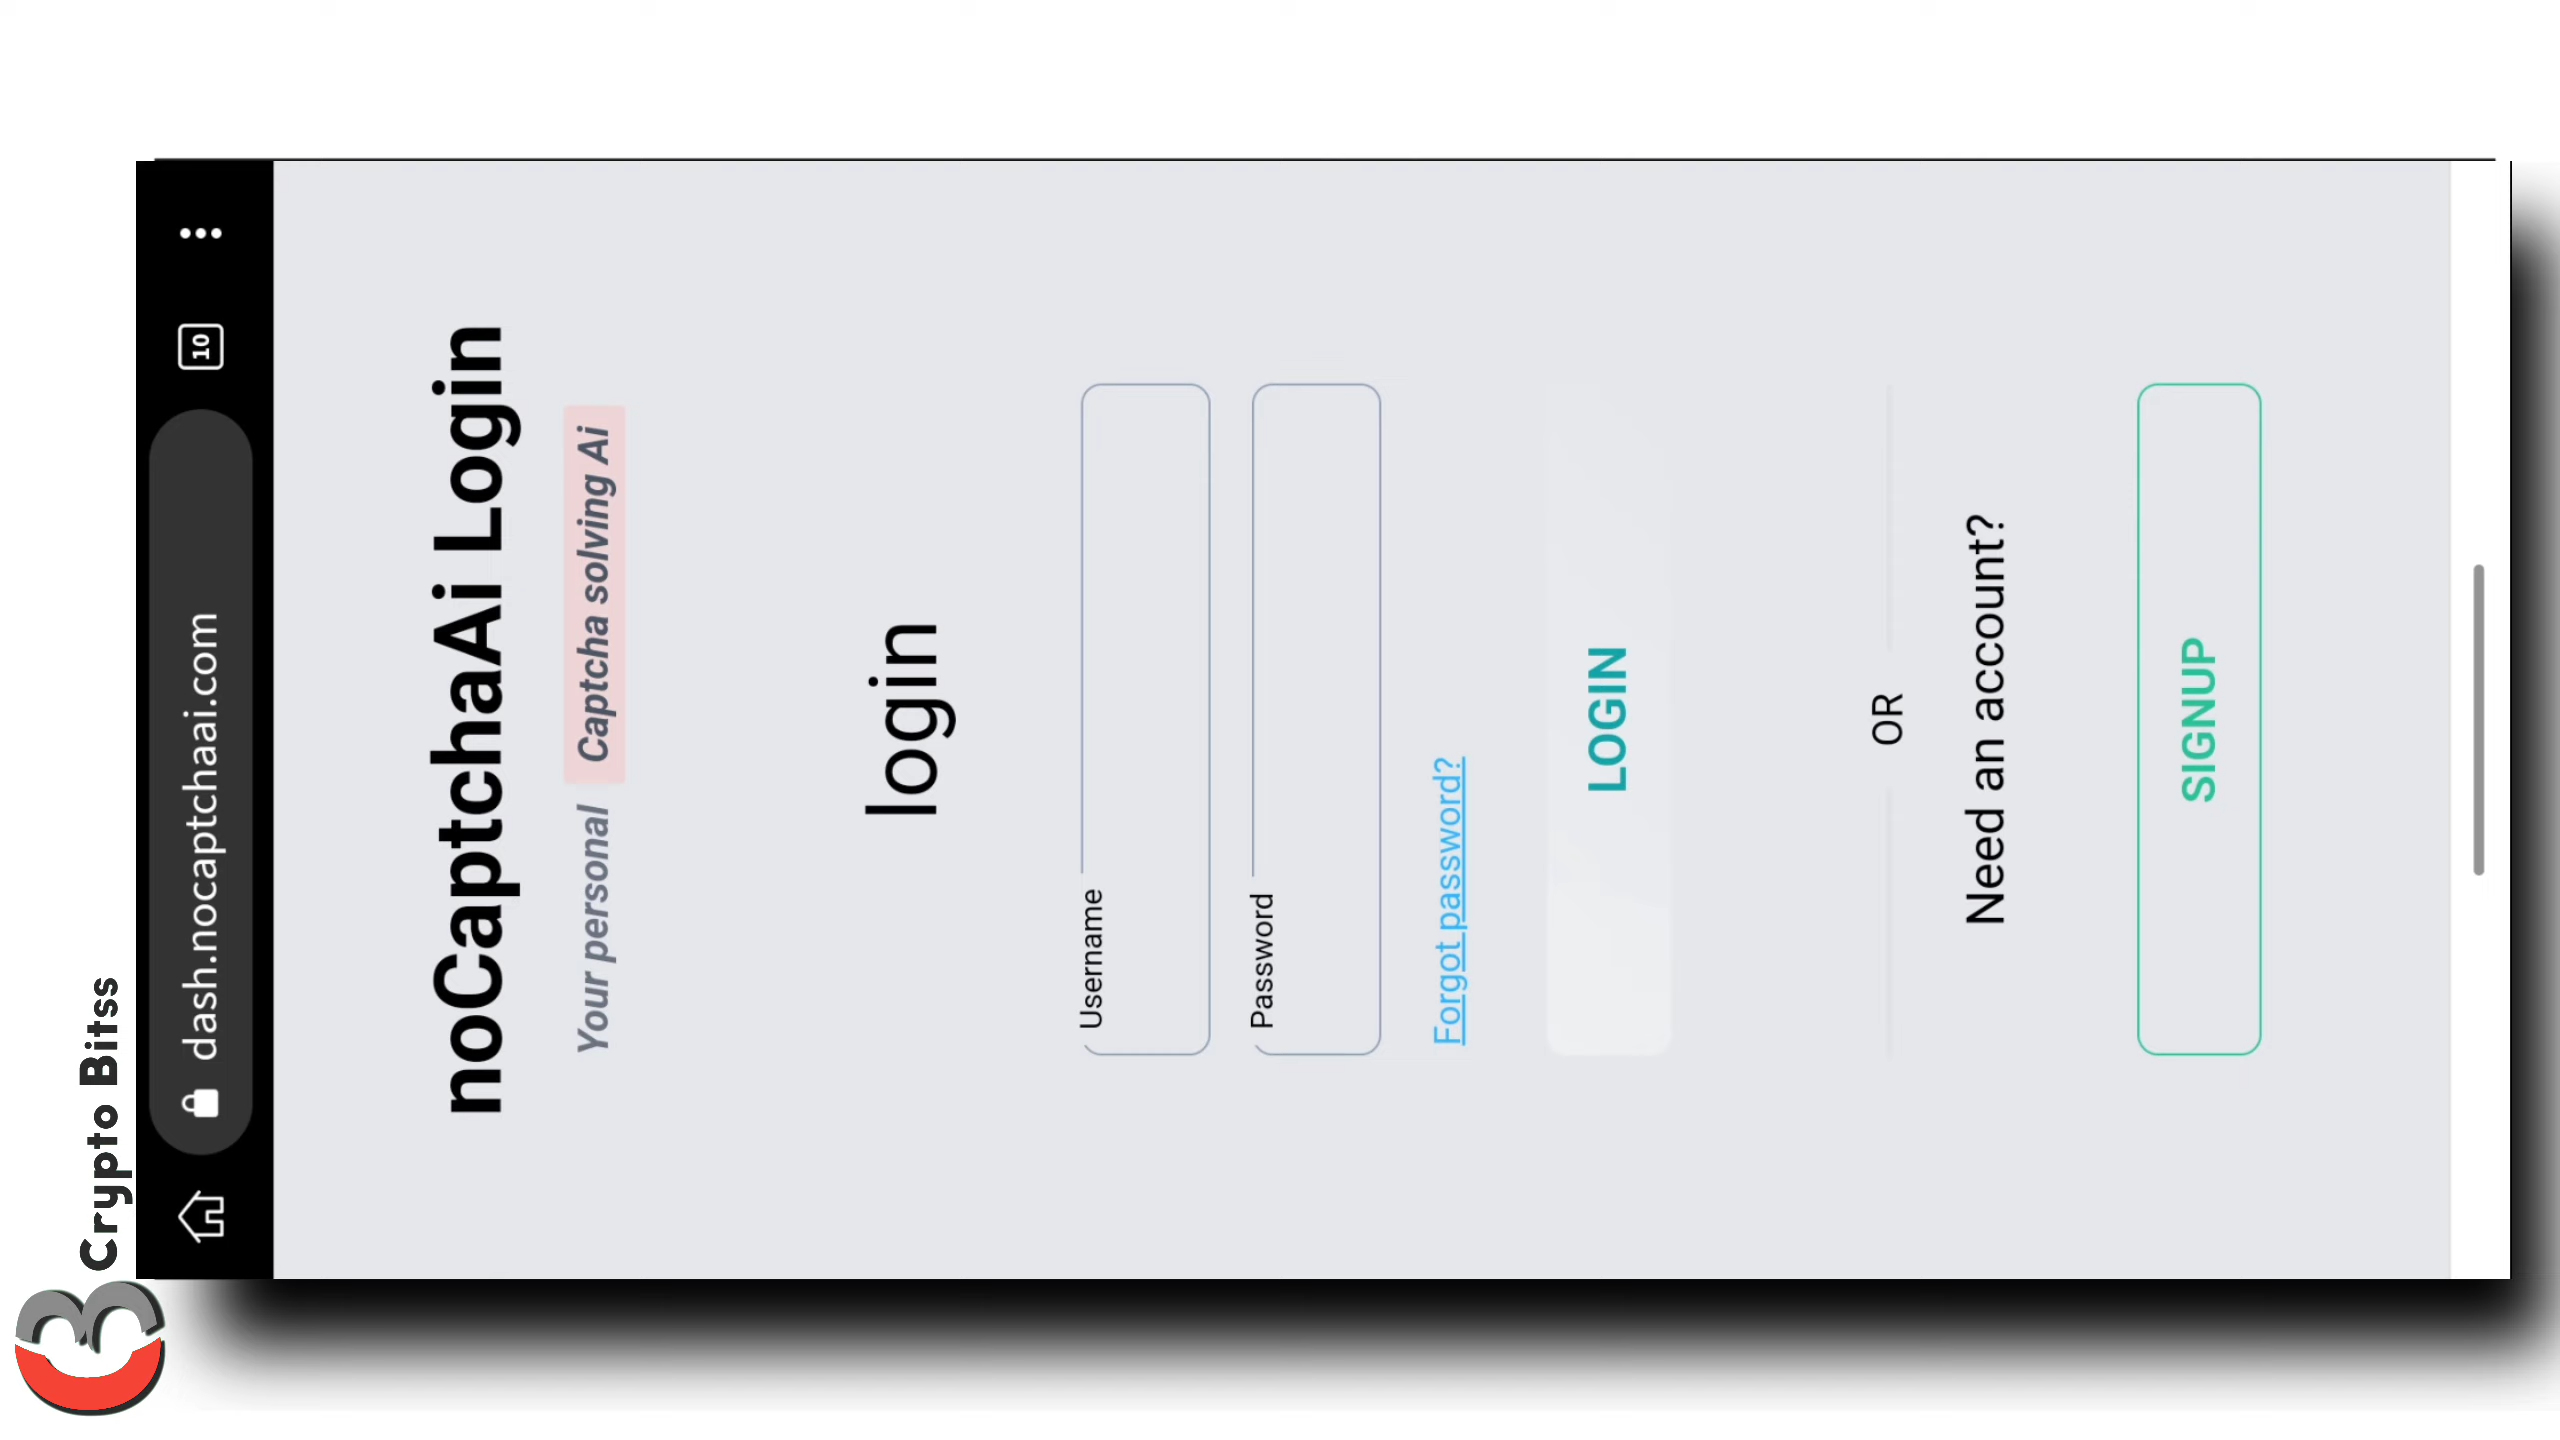 dash.nocaptchaai.com
10
noCaptchaAi Login
Your personal Captcha solving Ai
login
Username
Password
Forgot password?
LOGIN
OR
Need an account?
SIGNUP
Crypto Bitss